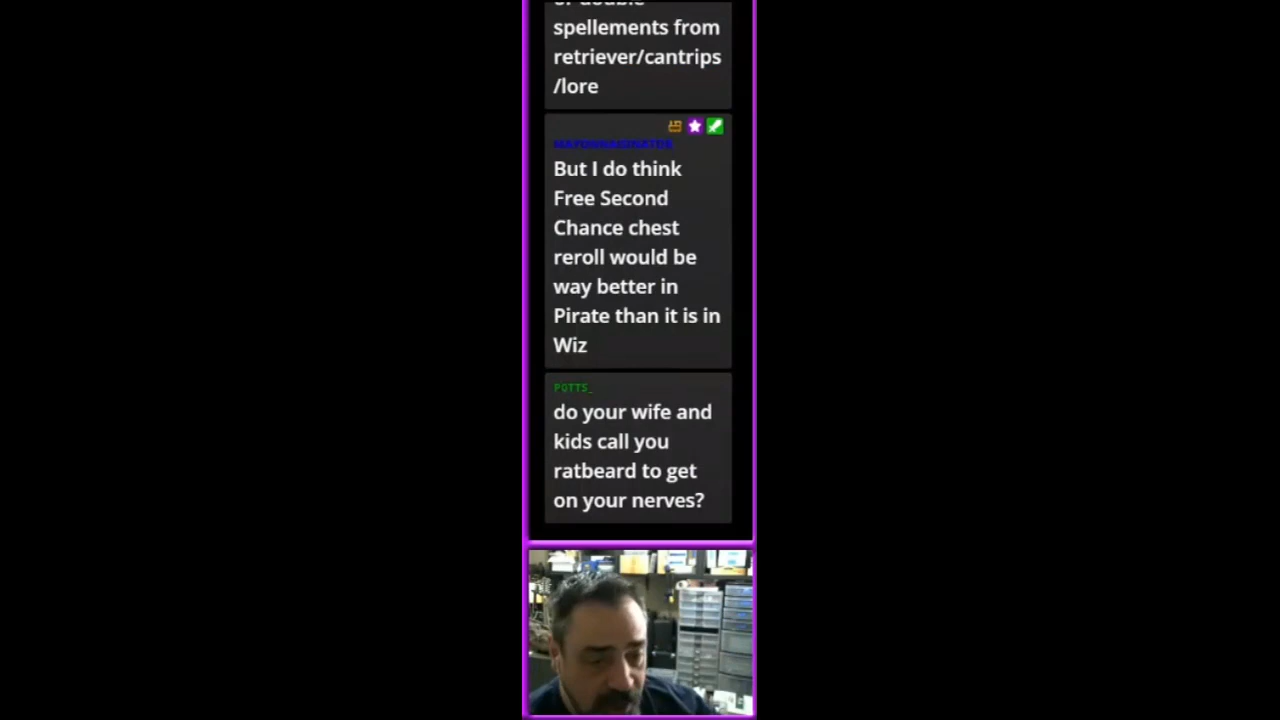 spellements from
retriever/cantrips
/lore
But I do think
Free Second
Chance chest
reroll would be
way better in
Pirate than it is in
Wiz
POTTS_
do your wife and
kids call you
ratbeard to get
on your nerves?